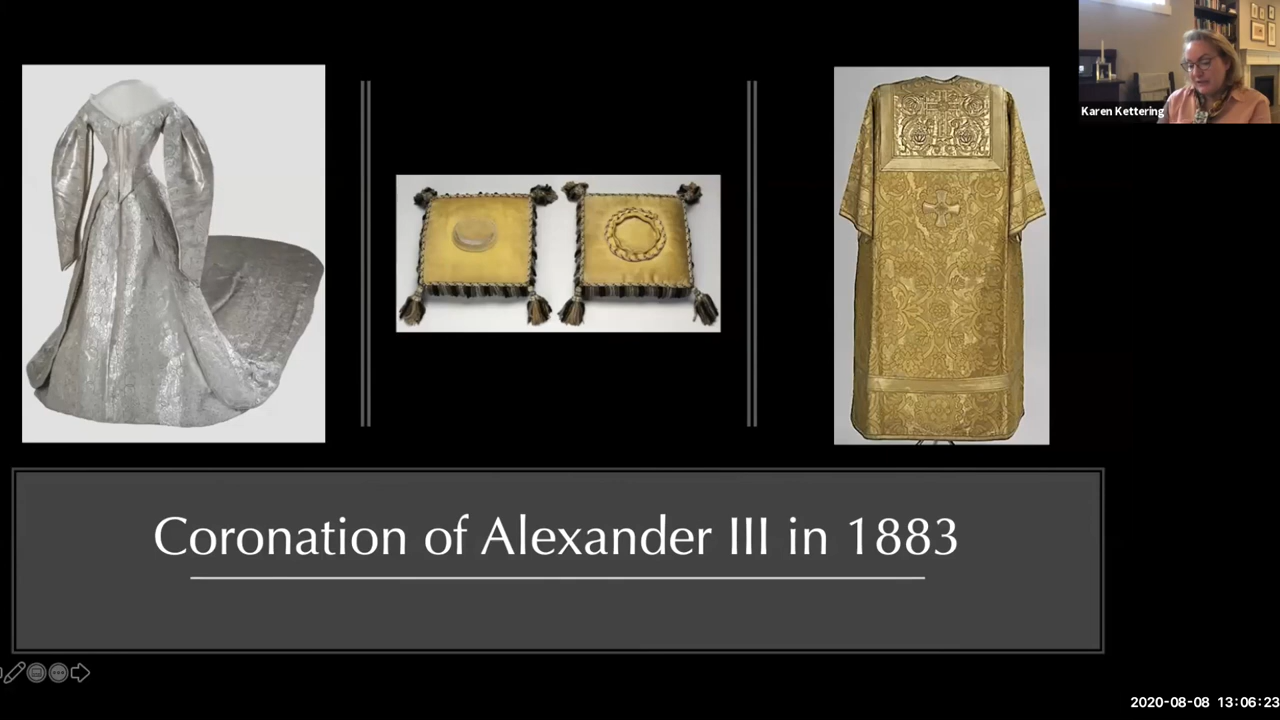 Karen Kettering
Coronation of Alexander III in 1883
2020-08-08 13:06:23